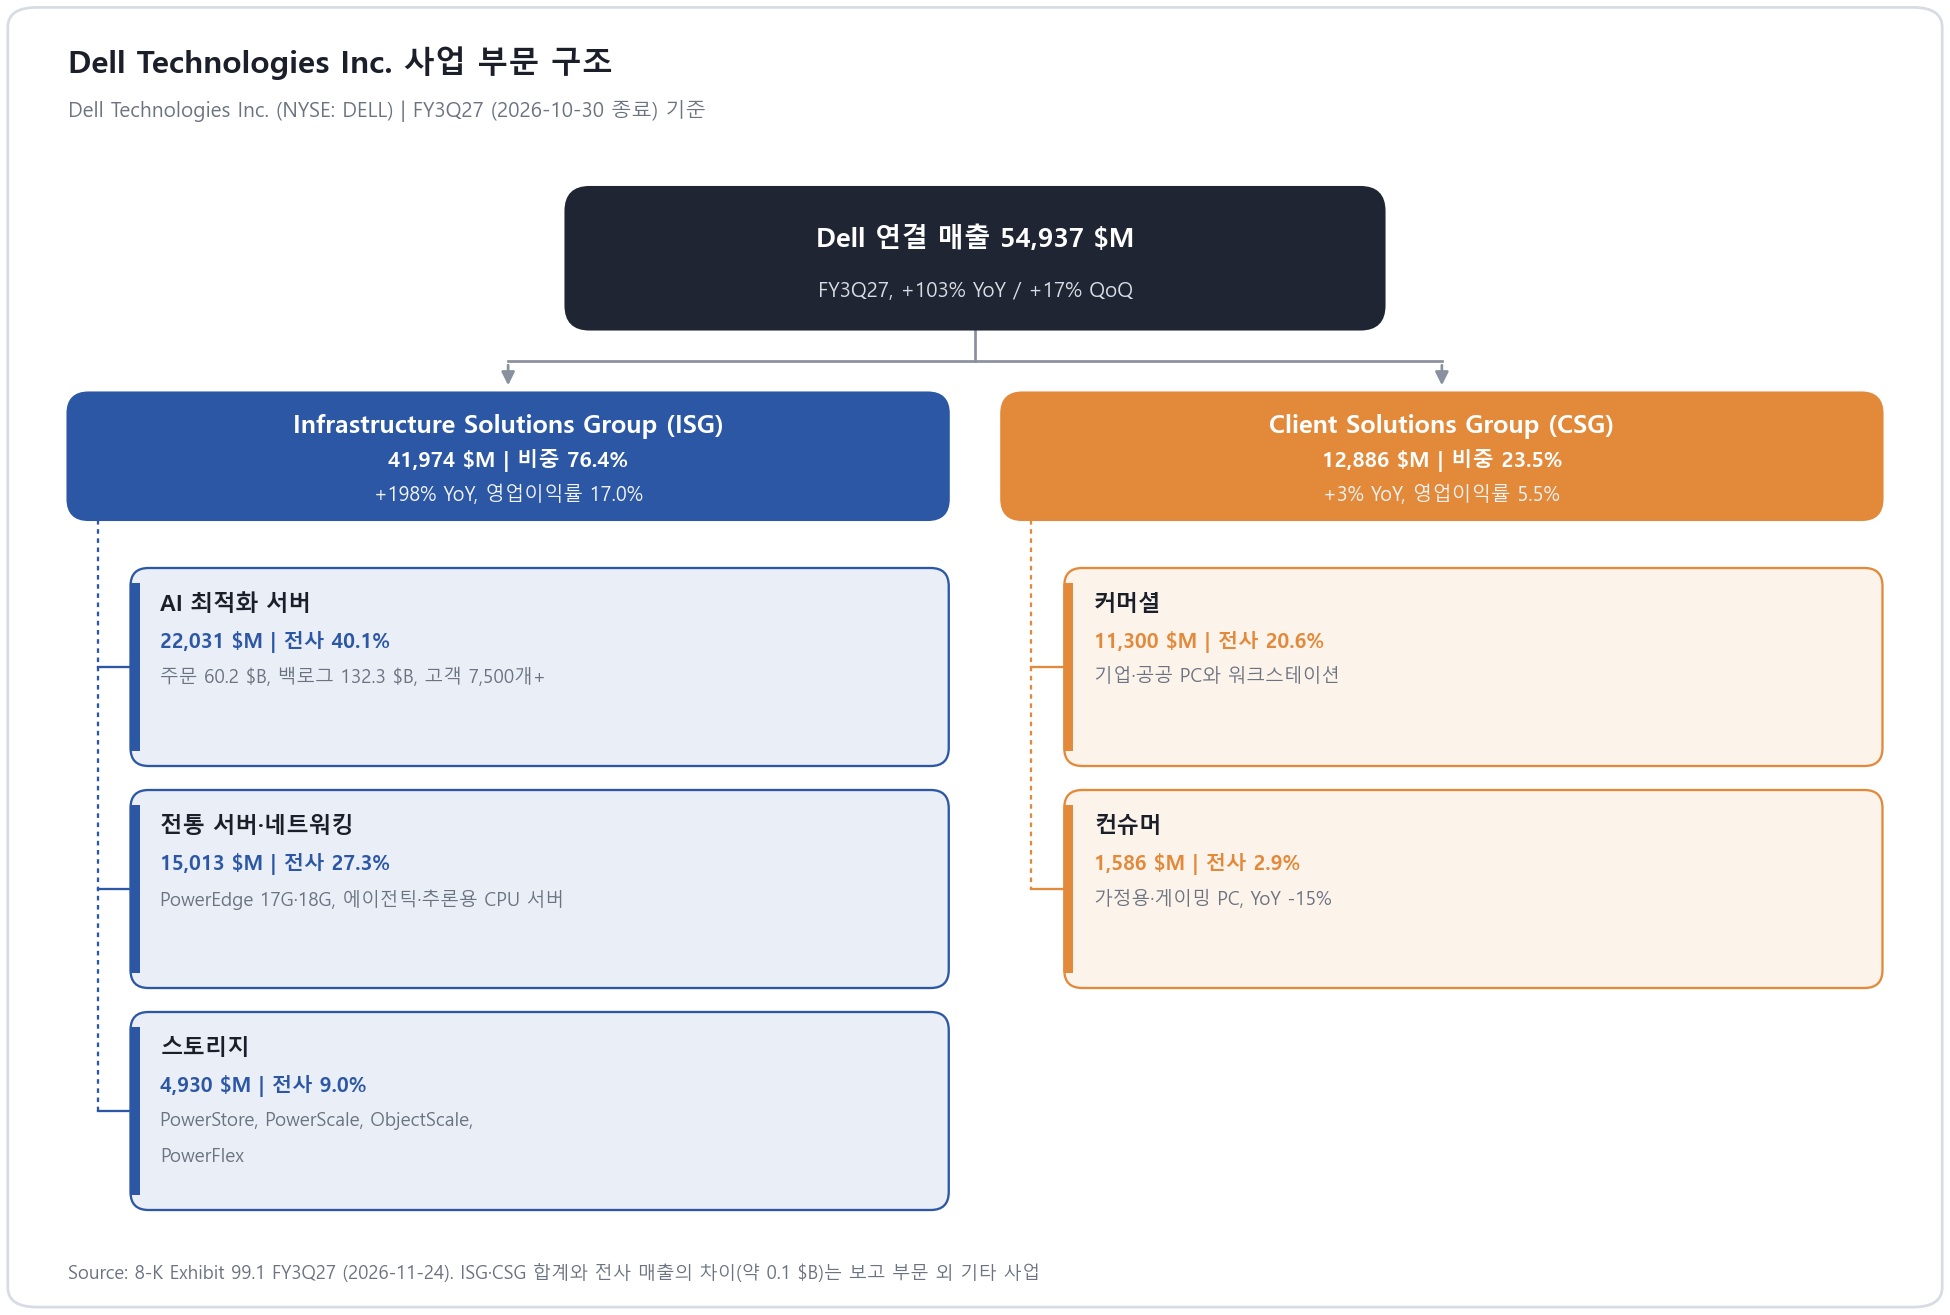 Dell Technologies Inc. 사업 부문 구조
Dell Technologies Inc. (NYSE: DELL) | FY3Q27 (2026-10-30 종료) 기준
Dell 연결 매출 54,937 $M
FY3Q27, +103% YoY / +17% QoQ
Infrastructure Solutions Group (ISG)
41,974 $M | 비중 76.4%
+198% YoY, 영업이익률 17.0%
AI 최적화 서버
22,031 $M | 전사 40.1%
주문 60.2 $B, 백로그 132.3 $B, 고객 7,500개+
전통 서버·네트워킹
15,013 $M | 전사 27.3%
PowerEdge 17G·18G, 에이전틱·추론용 CPU 서버
스토리지
4,930 $M | 전사 9.0%
PowerStore, PowerScale, ObjectScale,
PowerFlex
Client Solutions Group (CSG)
12,886 $M | 비중 23.5%
+3% YoY, 영업이익률 5.5%
커머셜
11,300 $M | 전사 20.6%
기업·공공 PC와 워크스테이션
컨슈머
1,586 $M | 전사 2.9%
가정용·게이밍 PC, YoY -15%
Source: 8-K Exhibit 99.1 FY3Q27 (2026-11-24). ISG·CSG 합계와 전사 매출의 차이(약 0.1 $B)는 보고 부문 외 기타 사업